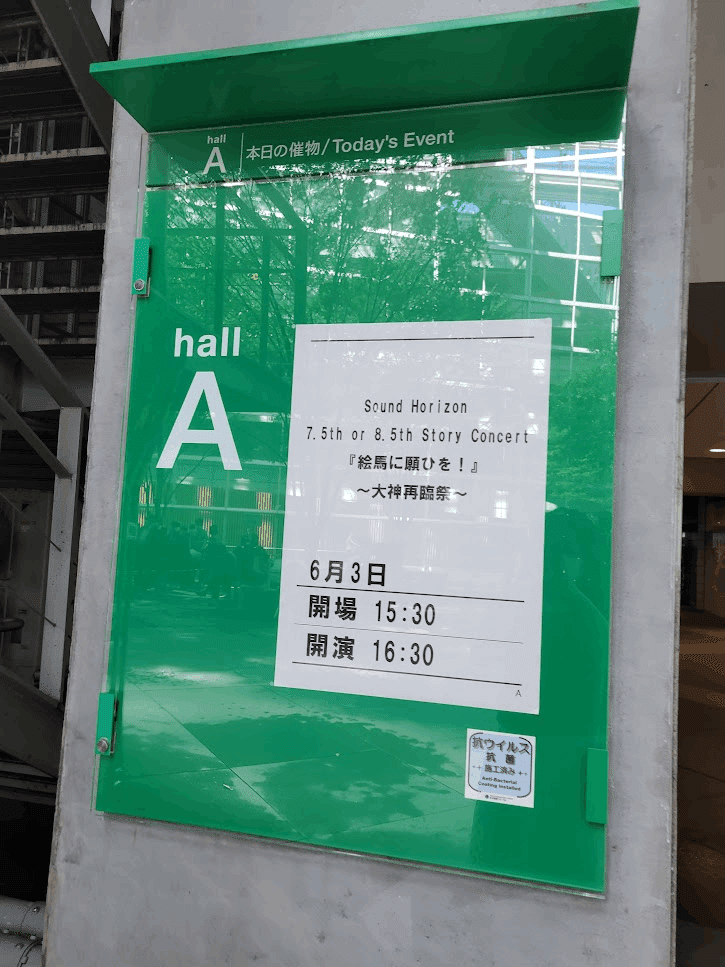 hall
A
本日の催物/Today's Event
hall
A
Sound Horizon
7.5th or 8.5th Story Concert
『絵馬に願ひを！』
～大神再臨祭～
6月3日
開場 15:30
開演 16:30
A
抗ウイルス
抗菌
施工済み
Anti-Bacterial
Coating Installed